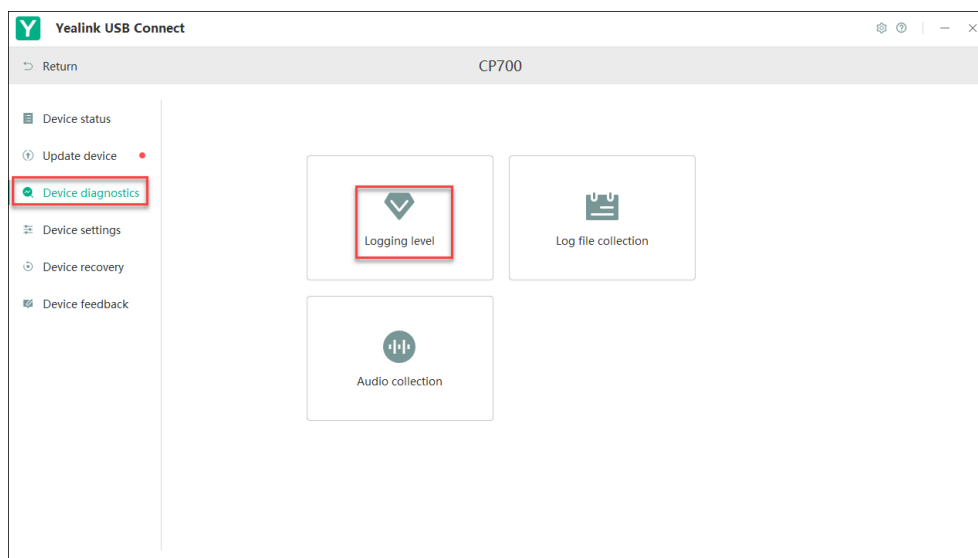 Yealink USB Connect
Return
CP700
Device status
Update device
Device diagnostics
Device settings
Device recovery
Device feedback
Logging level
Log file collection
Audio collection